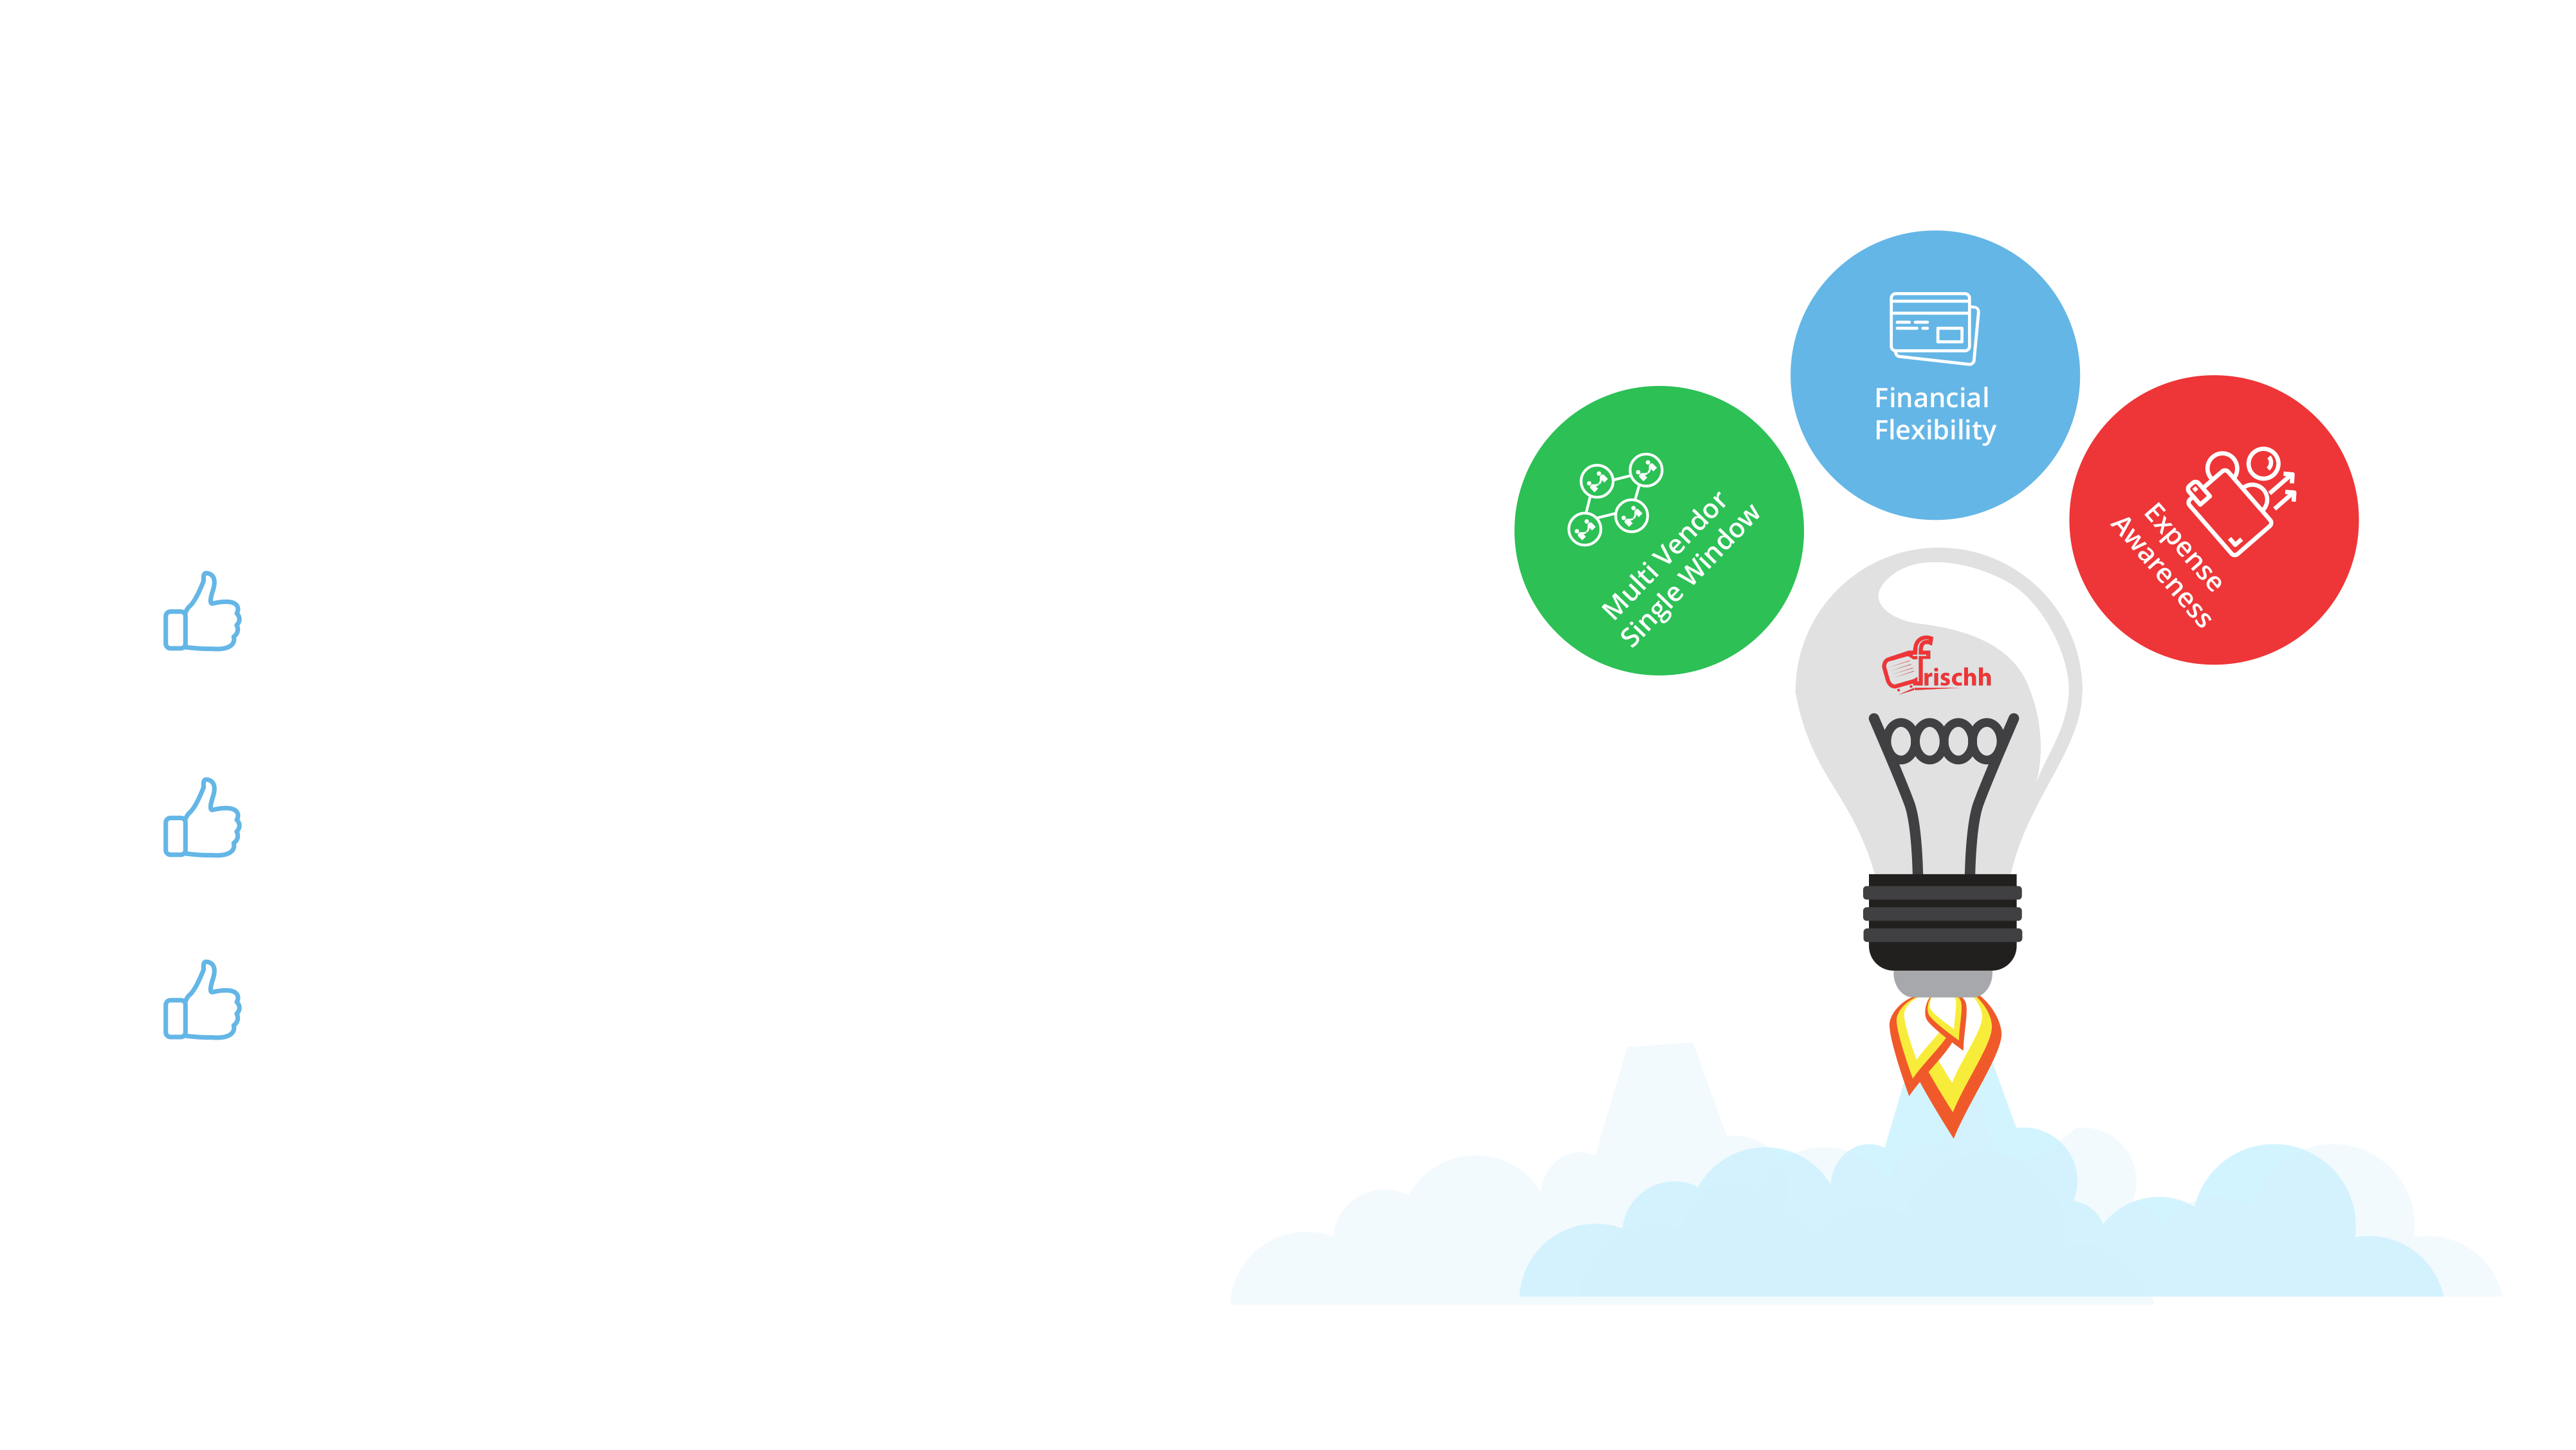 Financial
Flexibility
Multi Vendor
Single Window
Expense
Awareness
frischh